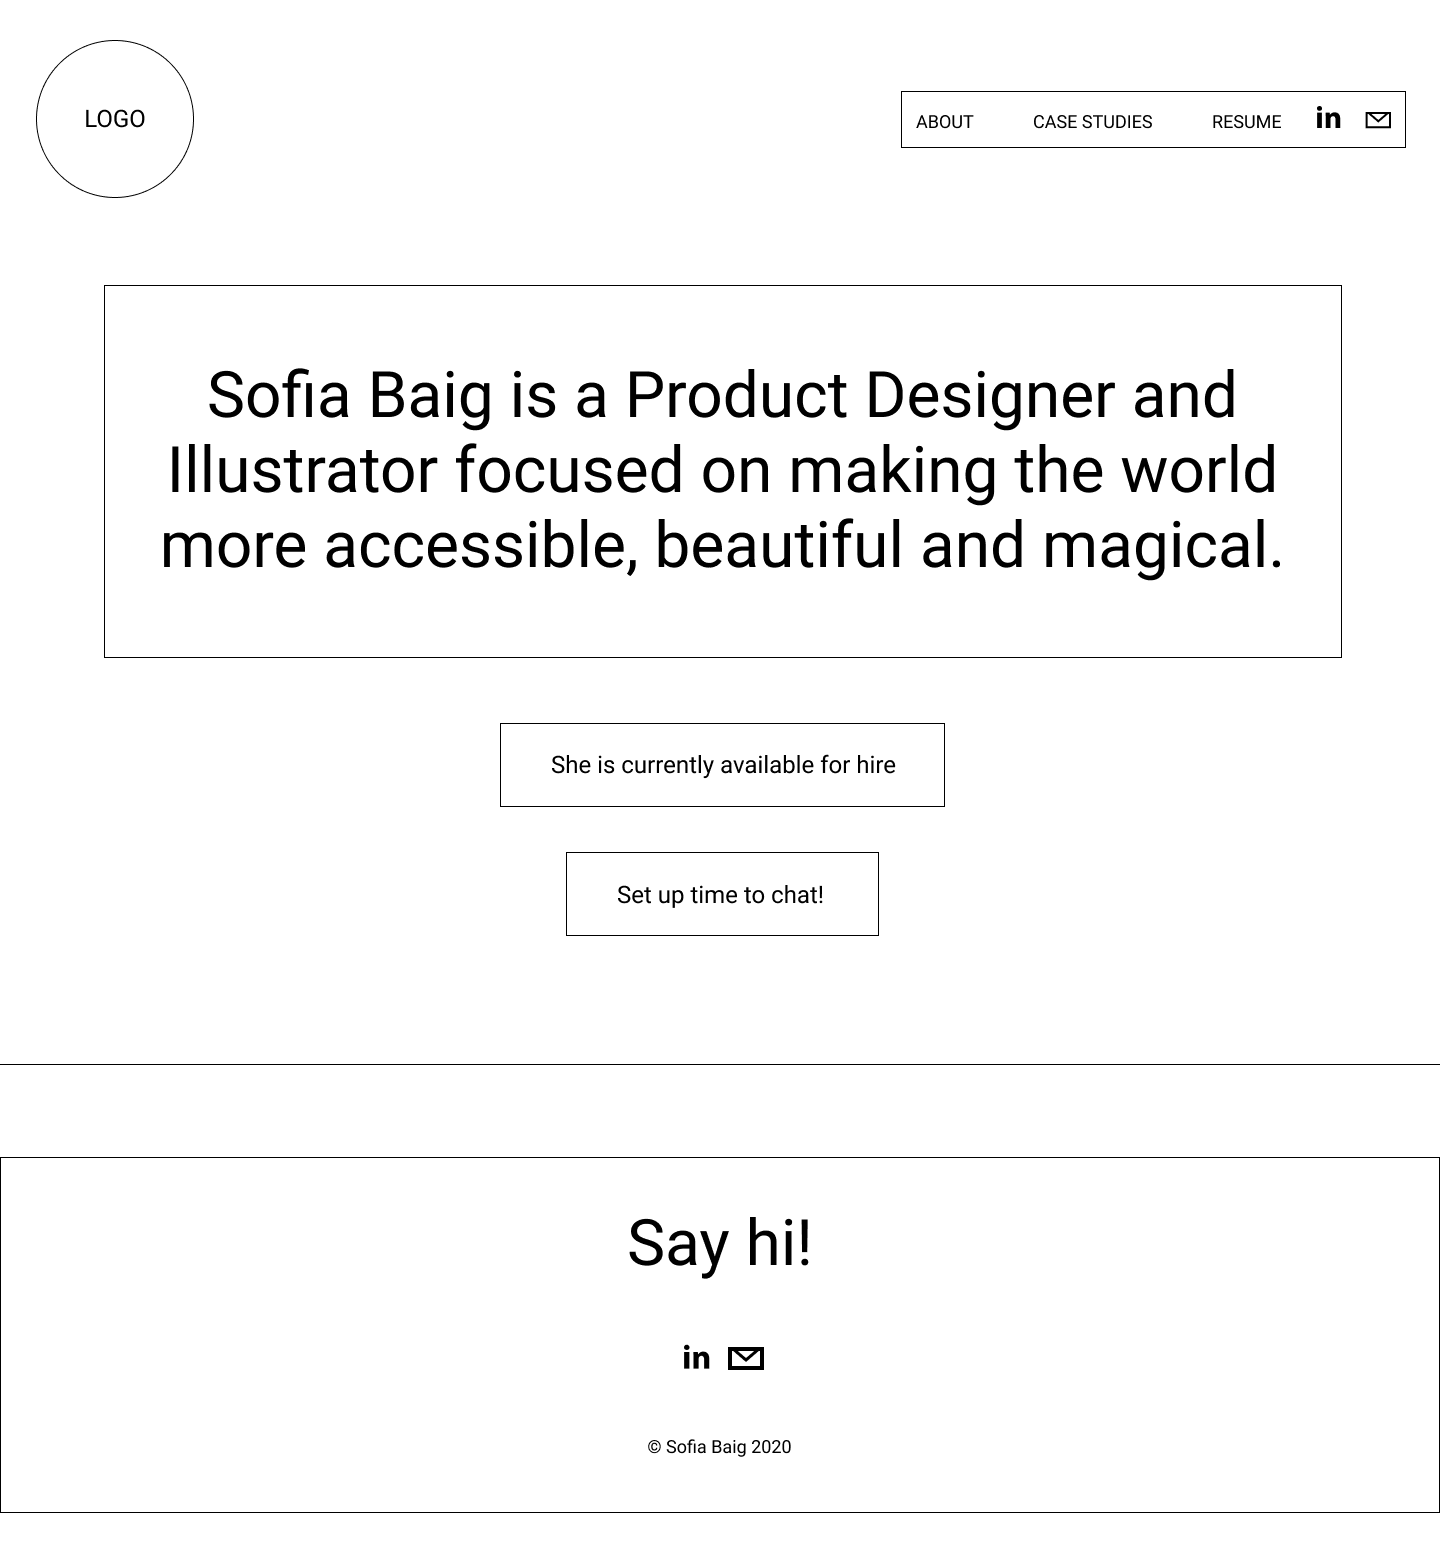 LOGO
ABOUT CASE STUDIES RESUME in
Sofia Baig is a Product Designer and
Illustrator focused on making the world
more accessible, beautiful and magical.
She is currently available for hire
Set up time to chat!
Say hi!
in
© Sofia Baig 2020